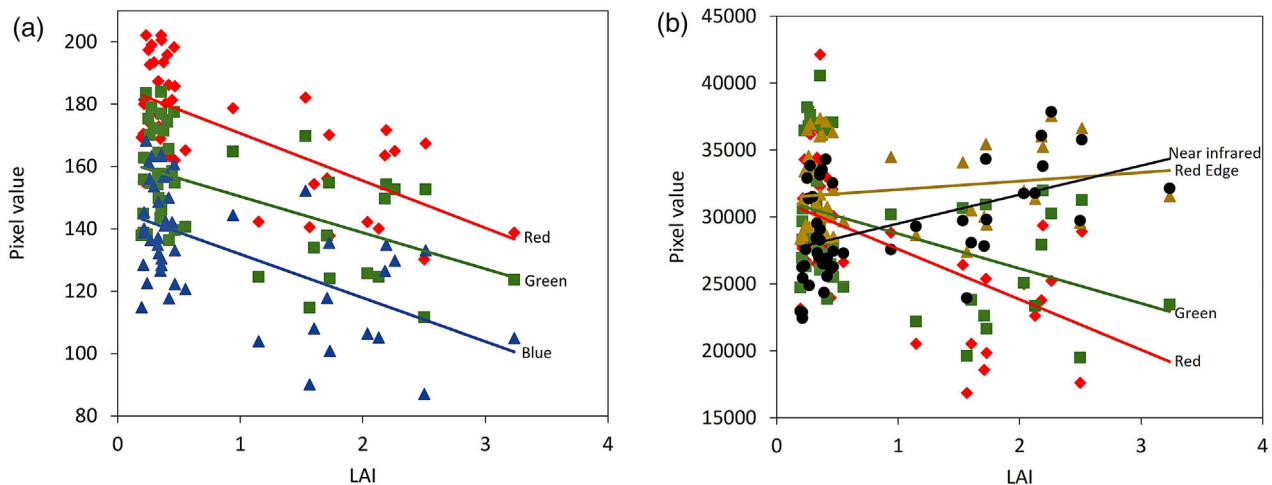 (a)
200
180
160
140
120
100
80
Pixel value
0 1 2 3 4
LAI
Red
Green
Blue
(b)
45000
40000
35000
30000
25000
20000
15000
Pixel value
0 1 2 3 4
LAI
Near infrared
Red Edge
Green
Red